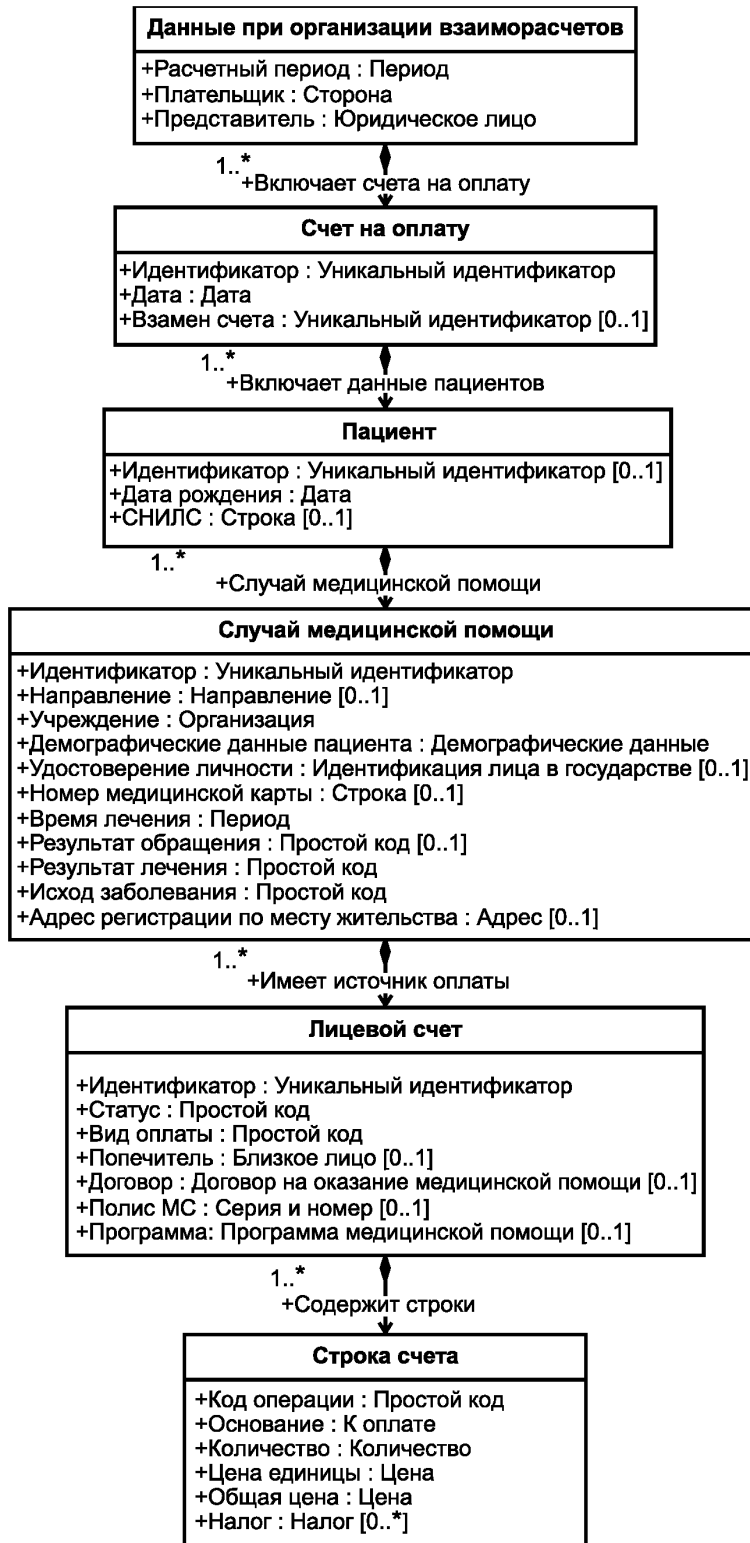 Данные при организации взаиморасчетов
+Расчетный период : Период
+Плательщик : Сторона
+Представитель : Юридическое лицо
1..*
+Включает счета на оплату
Счет на оплату
+Идентификатор : Уникальный идентификатор
+Дата : Дата
+Взамен счета : Уникальный идентификатор [0..1]
1..*
+Включает данные пациентов
Пациент
+Идентификатор : Уникальный идентификатор [0..1]
+Дата рождения : Дата
+СНИЛС : Строка [0..1]
1..*
+Случай медицинской помощи
Случай медицинской помощи
+Идентификатор : Уникальный идентификатор
+Направление : Направление [0..1]
+Учреждение : Организация
+Демографические данные пациента : Демографические данные
+Удостоверение личности : Идентификация лица в государстве [0..1]
+Номер медицинской карты : Строка [0..1]
+Время лечения : Период
+Результат обращения : Простой код [0..1]
+Результат лечения : Простой код
+Исход заболевания : Простой код
+Адрес регистрации по месту жительства : Адрес [0..1]
1..*
+Имеет источник оплаты
Лицевой счет
+Идентификатор : Уникальный идентификатор
+Статус : Простой код
+Вид оплаты : Простой код
+Попечитель : Близкое лицо [0..1]
+Договор : Договор на оказание медицинской помощи [0..1]
+Полис МС : Серия и номер [0..1]
+Программа: Программа медицинской помощи [0..1]
1..*
+Содержит строки
Строка счета
+Код операции : Простой код
+Основание : К оплате
+Количество : Количество
+Цена единицы : Цена
+Общая цена : Цена
+Налог : Налог [0..*]